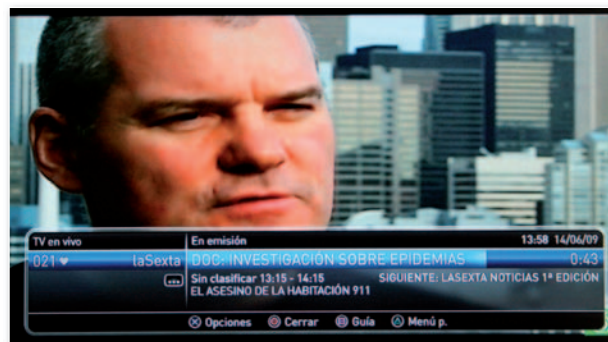 TV en vivo
En emisión
13:58 14/06/09
021 ♥
laSexta
DOC: INVESTIGACIÓN SOBRE EPIDEMIAS
0:43
Sin clasificar 13:15 - 14:15
SIGUIENTE: LASEXTA NOTICIAS 1ª EDICIÓN
EL ASESINO DE LA HABITACIÓN 911
Opciones
Cerrar
Guía
Menú p.